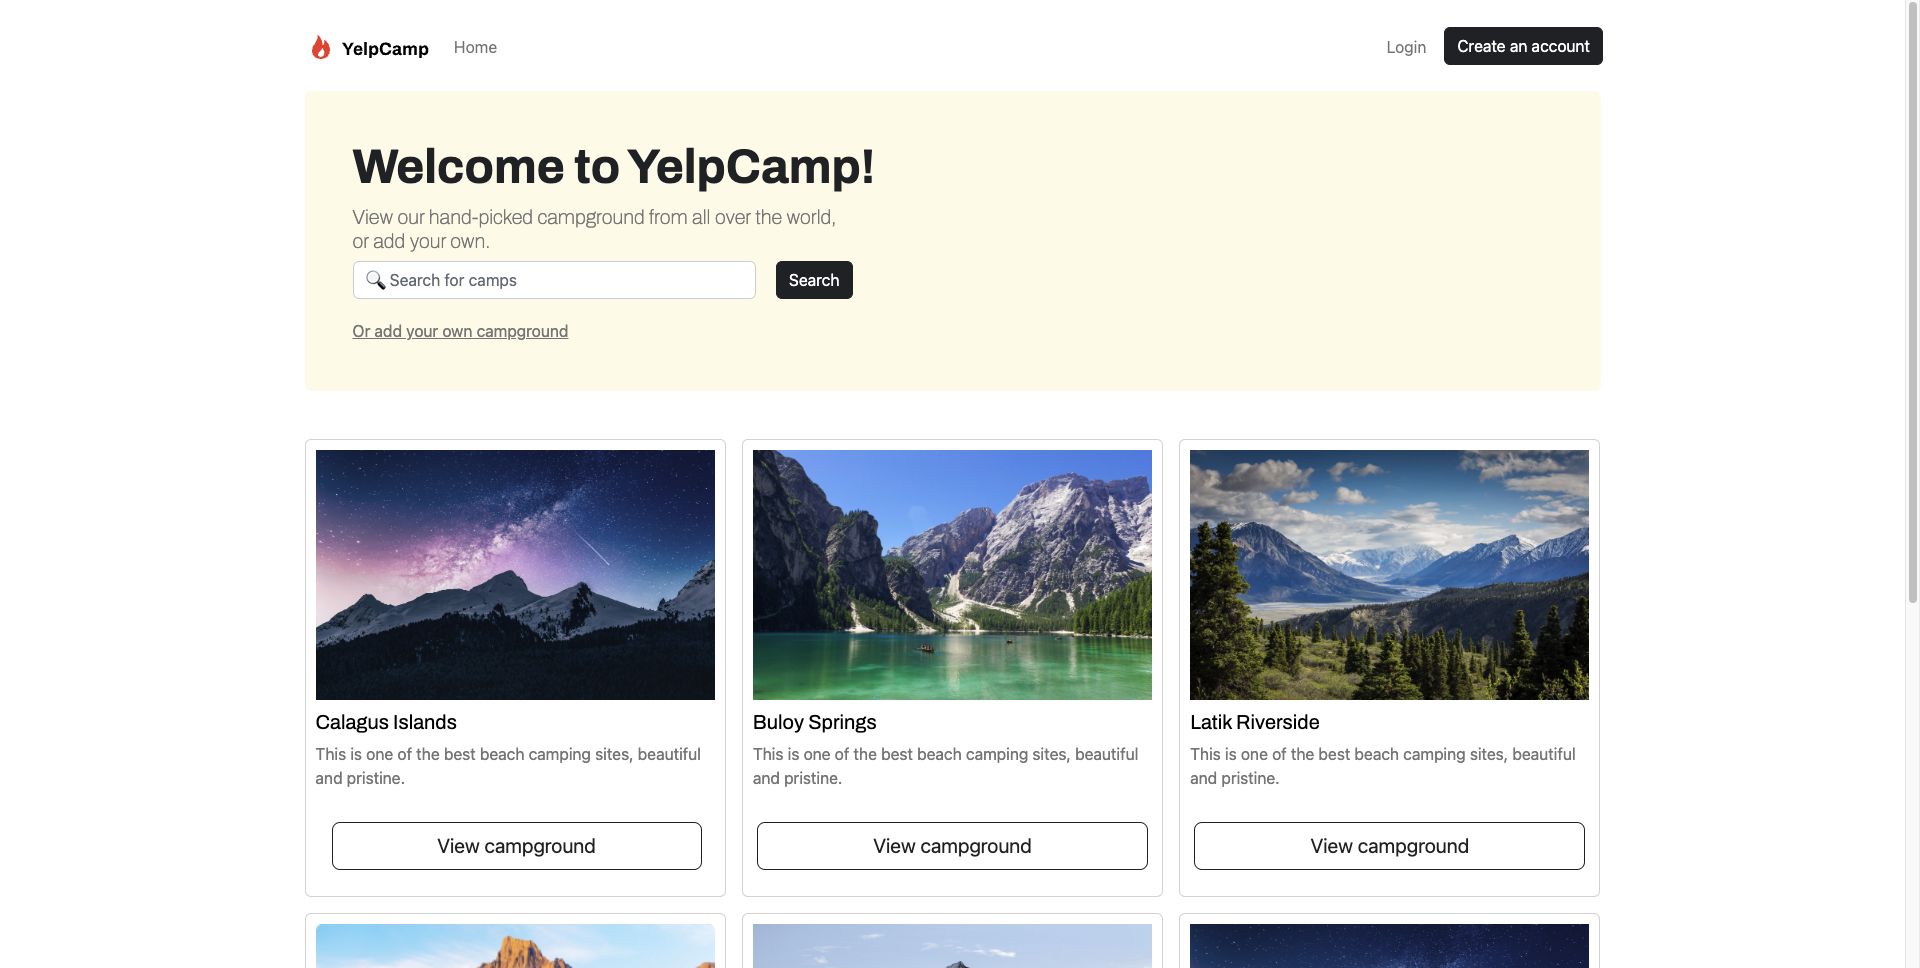 YelpCamp
Home
Login
Create an account
Welcome to YelpCamp!
View our hand-picked campground from all over the world,
or add your own.
Search for camps
Search
Or add your own campground
Calagus Islands
This is one of the best beach camping sites, beautiful
and pristine.
View campground
Buloy Springs
This is one of the best beach camping sites, beautiful
and pristine.
View campground
Latik Riverside
This is one of the best beach camping sites, beautiful
and pristine.
View campground